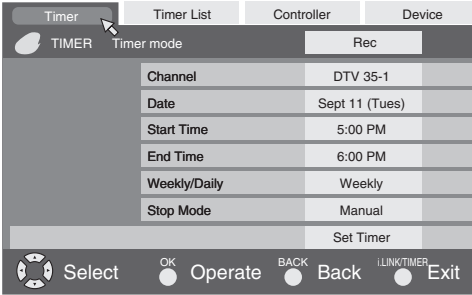 Timer Timer List Controller Device
TIMER Timer mode Rec
Channel DTV 35-1
Date Sept 11 (Tues)
Start Time 5:00 PM
End Time 6:00 PM
Weekly/Daily Weekly
Stop Mode Manual
Set Timer
Select OK Operate BACK Back i.LINK/TIMER Exit